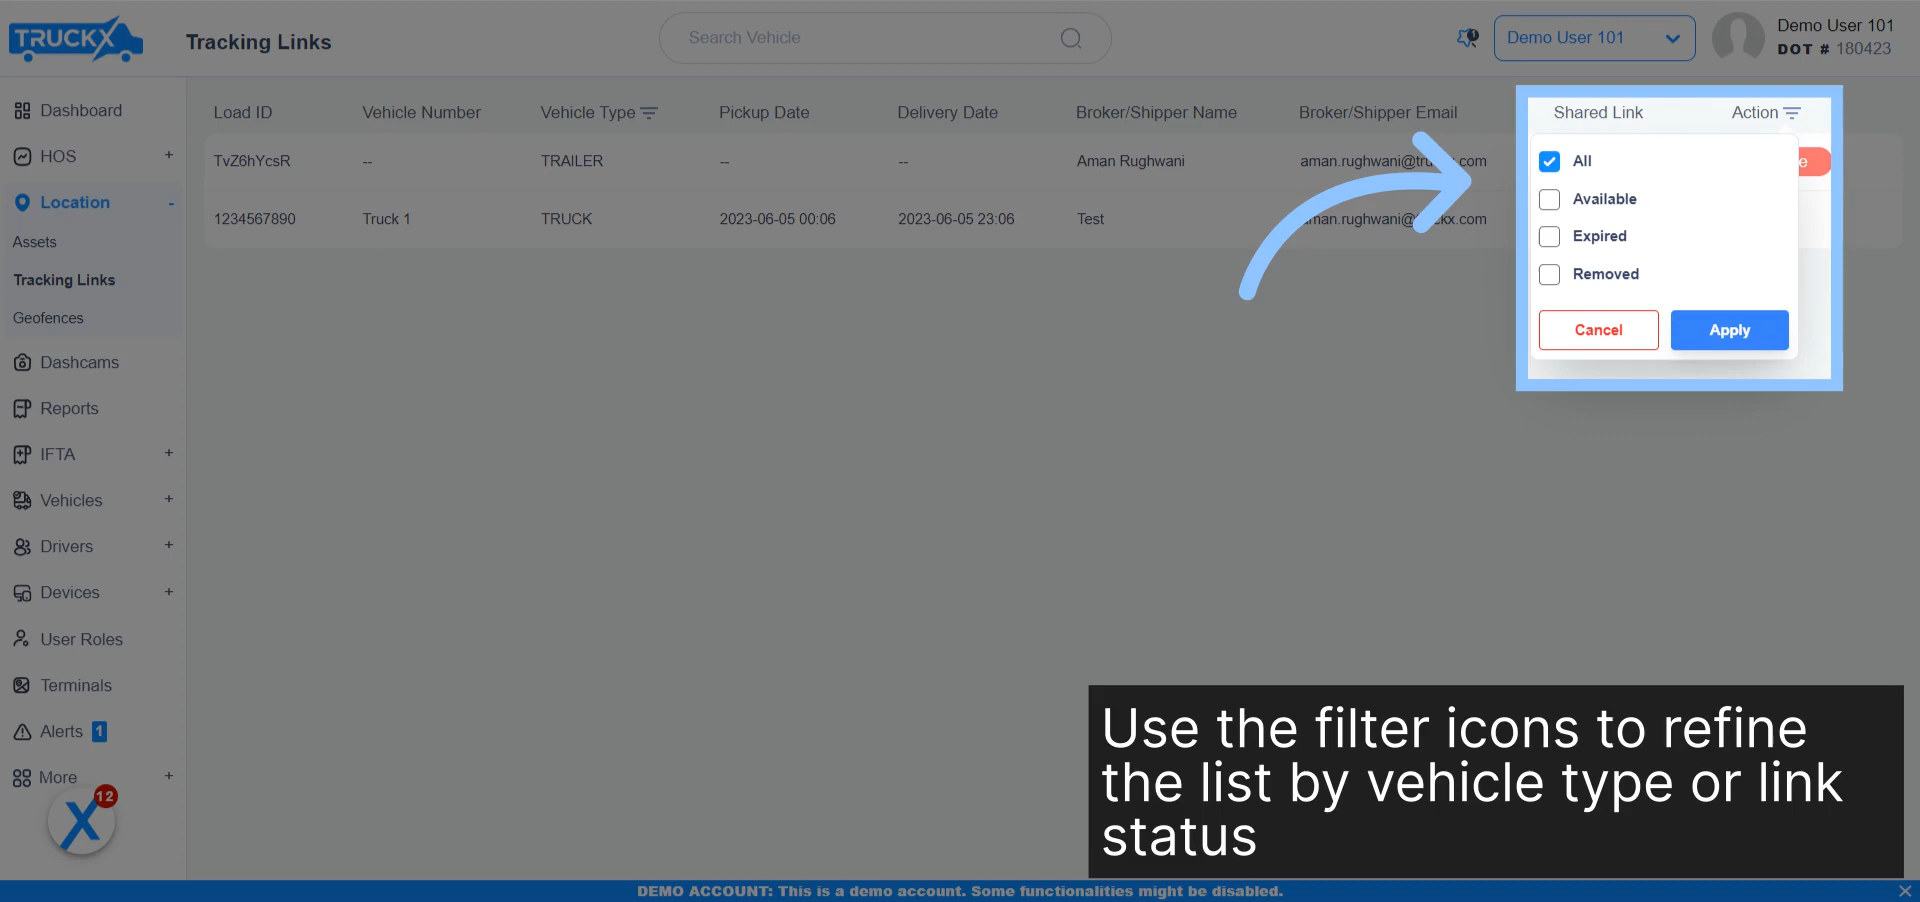 TRUCKX
Tracking Links
Search Vehicle
Demo User 101
Demo User 101
DOT # 180423
Dashboard
HOS +
Location -
Assets
Tracking Links
Geofences
Dashcams
Reports
IFTA +
Vehicles +
Drivers +
Devices +
User Roles
Terminals
Alerts 1
More +
X 12
Load ID Vehicle Number Vehicle Type Pickup Date Delivery Date Broker/Shipper Name Broker/Shipper Email Shared Link Action
TvZ6hYcsR -- TRAILER -- -- Aman Rughwani
1234567890 Truck 1 TRUCK 2023-06-05 00:06 2023-06-05 23:06 Test
All
Available
Expired
Removed
Cancel Apply
Use the filter icons to refine
the list by vehicle type or link
status
DEMO ACCOUNT: This is a demo account. Some functionalities might be disabled.